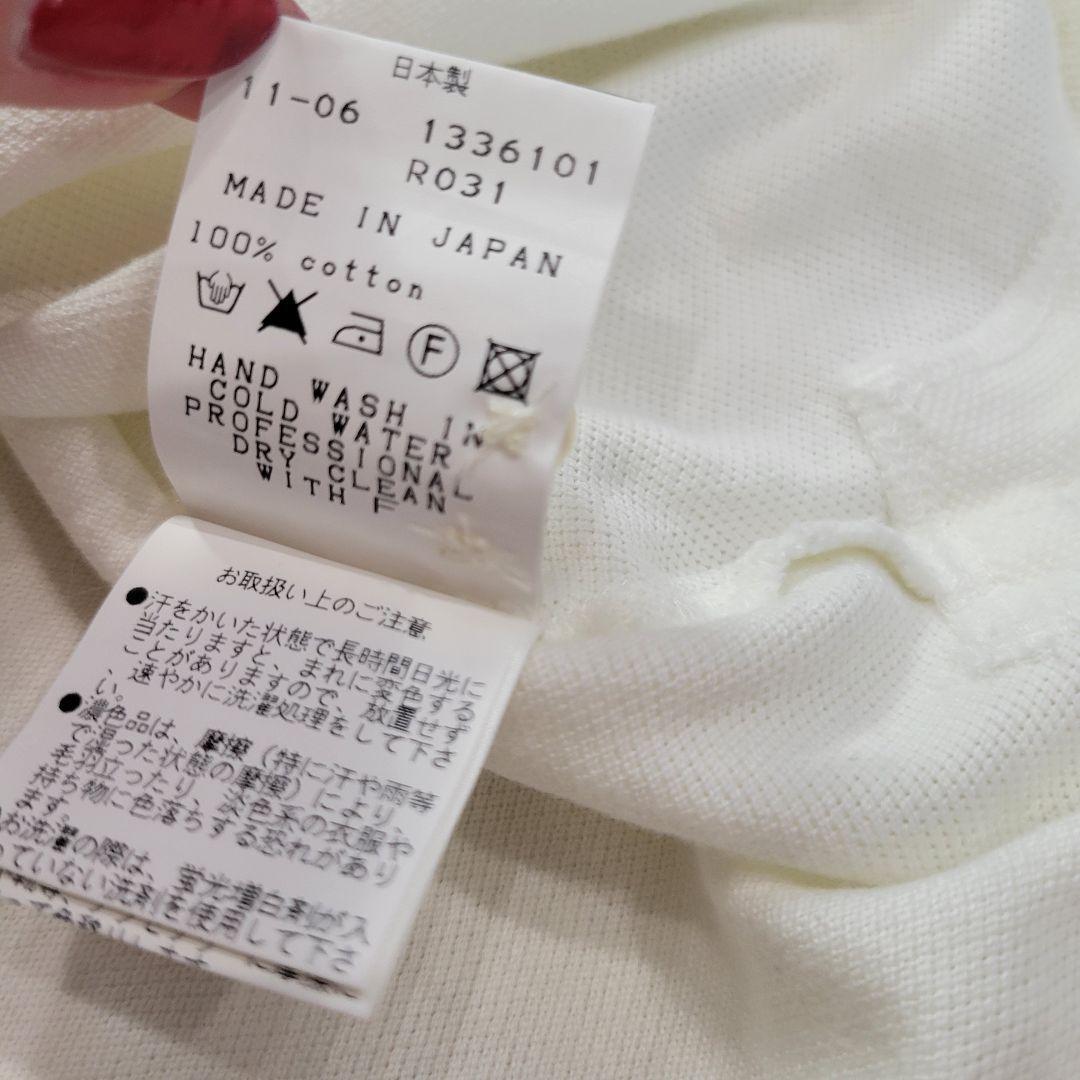 日本製
11-06 1336101
R031
MADE IN JAPAN
100% cotton
F
HAND WASH IN
COLD WATER
PROFESSIONAL
DRY CLEAN
WiTH F
お取扱い上のご注意
●汗をかいた状態で長時間日光に
当たりますと、まれに変色する
ことがありますので、放置せず
、速やかに洗濯処理をして下さ
い。
●濃色品は、摩擦（特に汗や雨等
で湿った状態の摩擦）により、
毛羽立ったり、淡色系の衣服や
持ち物に色落ちする恐れがあり
ます。
お洗濯の際は、蛍光増白剤が入
っていない洗剤を使用して下さ